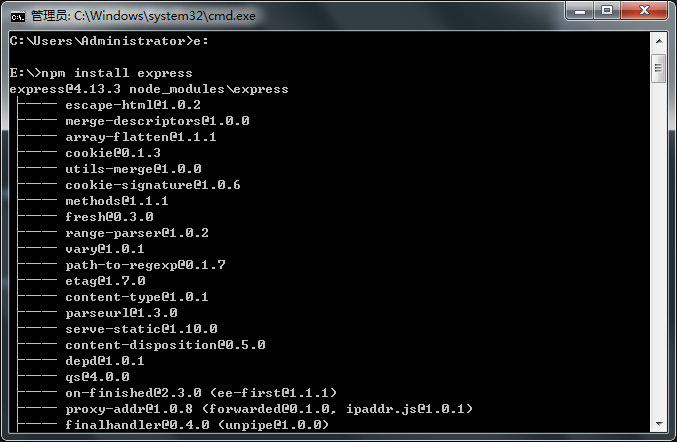 管理员: C:\Windows\system32\cmd.exe
C:\Users\Administrator>e:
E:\>npm install express
express@4.13.3 node_modules\express
├── escape-html@1.0.2
├── merge-descriptors@1.0.0
├── array-flatten@1.1.1
├── cookie@0.1.3
├── utils-merge@1.0.0
├── cookie-signature@1.0.6
├── methods@1.1.1
├── fresh@0.3.0
├── range-parser@1.0.2
├── vary@1.0.1
├── path-to-regexp@0.1.7
├── etag@1.7.0
├── content-type@1.0.1
├── parseurl@1.3.0
├── serve-static@1.10.0
├── content-disposition@0.5.0
├── depd@1.0.1
├── qs@4.0.0
├── on-finished@2.3.0 (ee-first@1.1.1)
├── proxy-addr@1.0.8 (forwarded@0.1.0, ipaddr.js@1.0.1)
├── finalhandler@0.4.0 (unpipe@1.0.0)